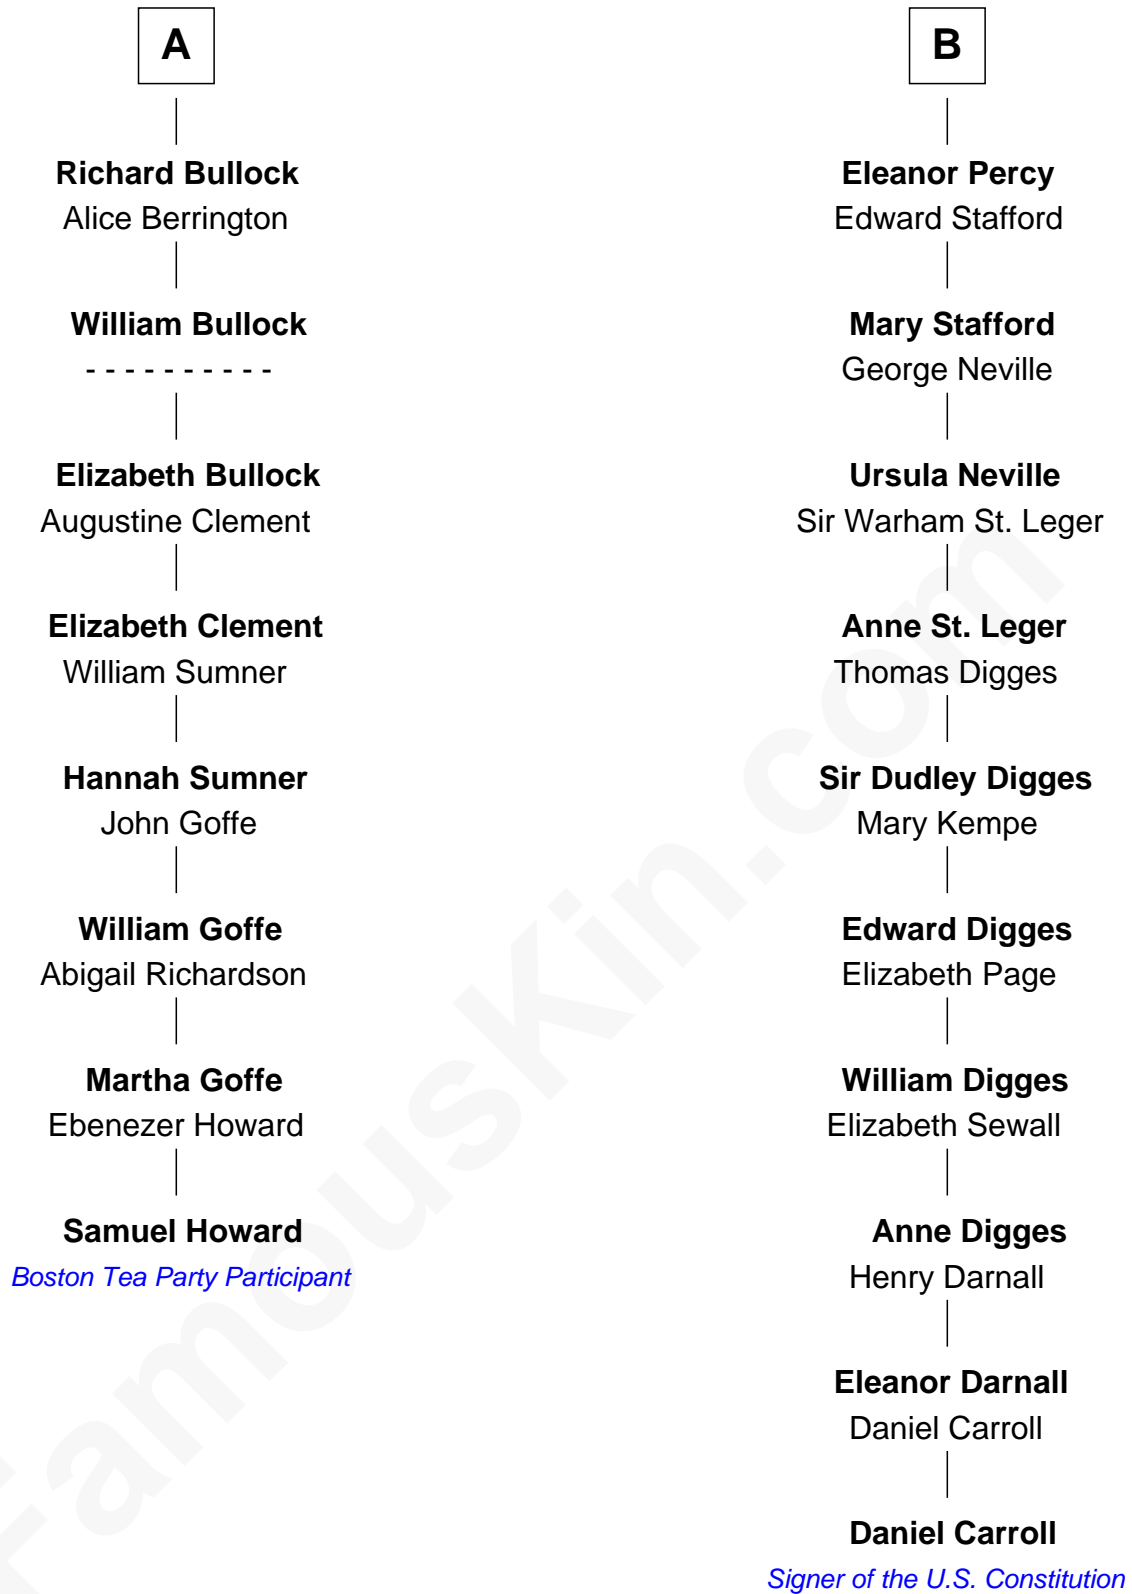 A
Richard Bullock
Alice Berrington
William Bullock
- - - - - - - - - -
Elizabeth Bullock
Augustine Clement
Elizabeth Clement
William Sumner
Hannah Sumner
John Goffe
William Goffe
Abigail Richardson
Martha Goffe
Ebenezer Howard
Samuel Howard
Boston Tea Party Participant
B
Eleanor Percy
Edward Stafford
Mary Stafford
George Neville
Ursula Neville
Sir Warham St. Leger
Anne St. Leger
Thomas Digges
Sir Dudley Digges
Mary Kempe
Edward Digges
Elizabeth Page
William Digges
Elizabeth Sewall
Anne Digges
Henry Darnall
Eleanor Darnall
Daniel Carroll
Daniel Carroll
Signer of the U.S. Constitution
FamousKin.com